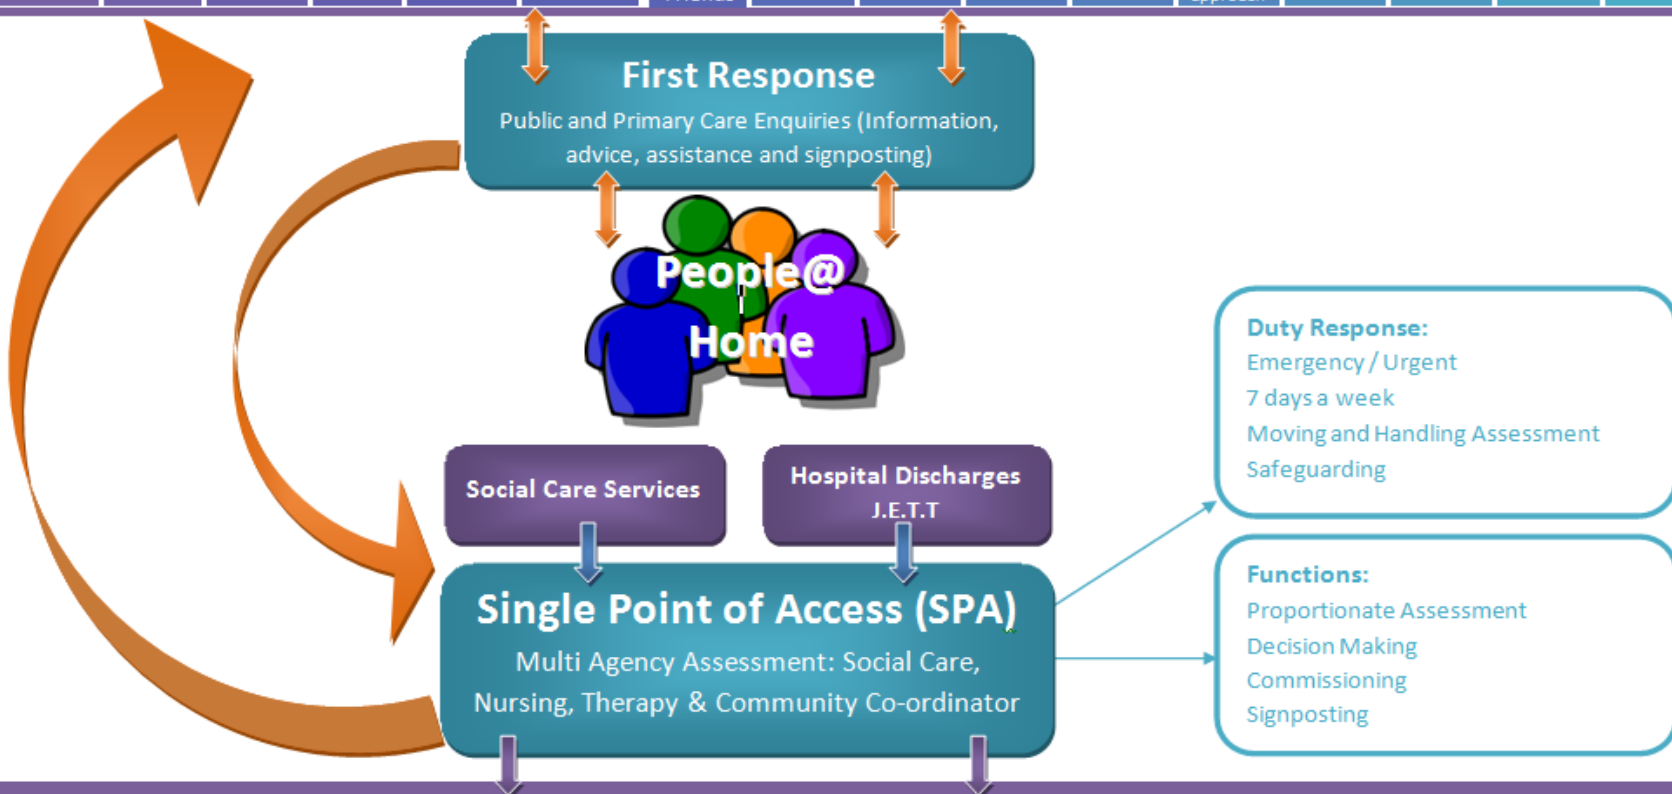 Friends
approach
First Response
Public and Primary Care Enquiries (Information,
advice, assistance and signposting)
People@
Home
Social Care Services
Hospital Discharges
J.E.T.T
Single Point of Access (SPA)
Multi Agency Assessment: Social Care,
Nursing, Therapy & Community Co-ordinator
Duty Response:
Emergency / Urgent
7 days a week
Moving and Handling Assessment
Safeguarding
Functions:
Proportionate Assessment
Decision Making
Commissioning
Signposting